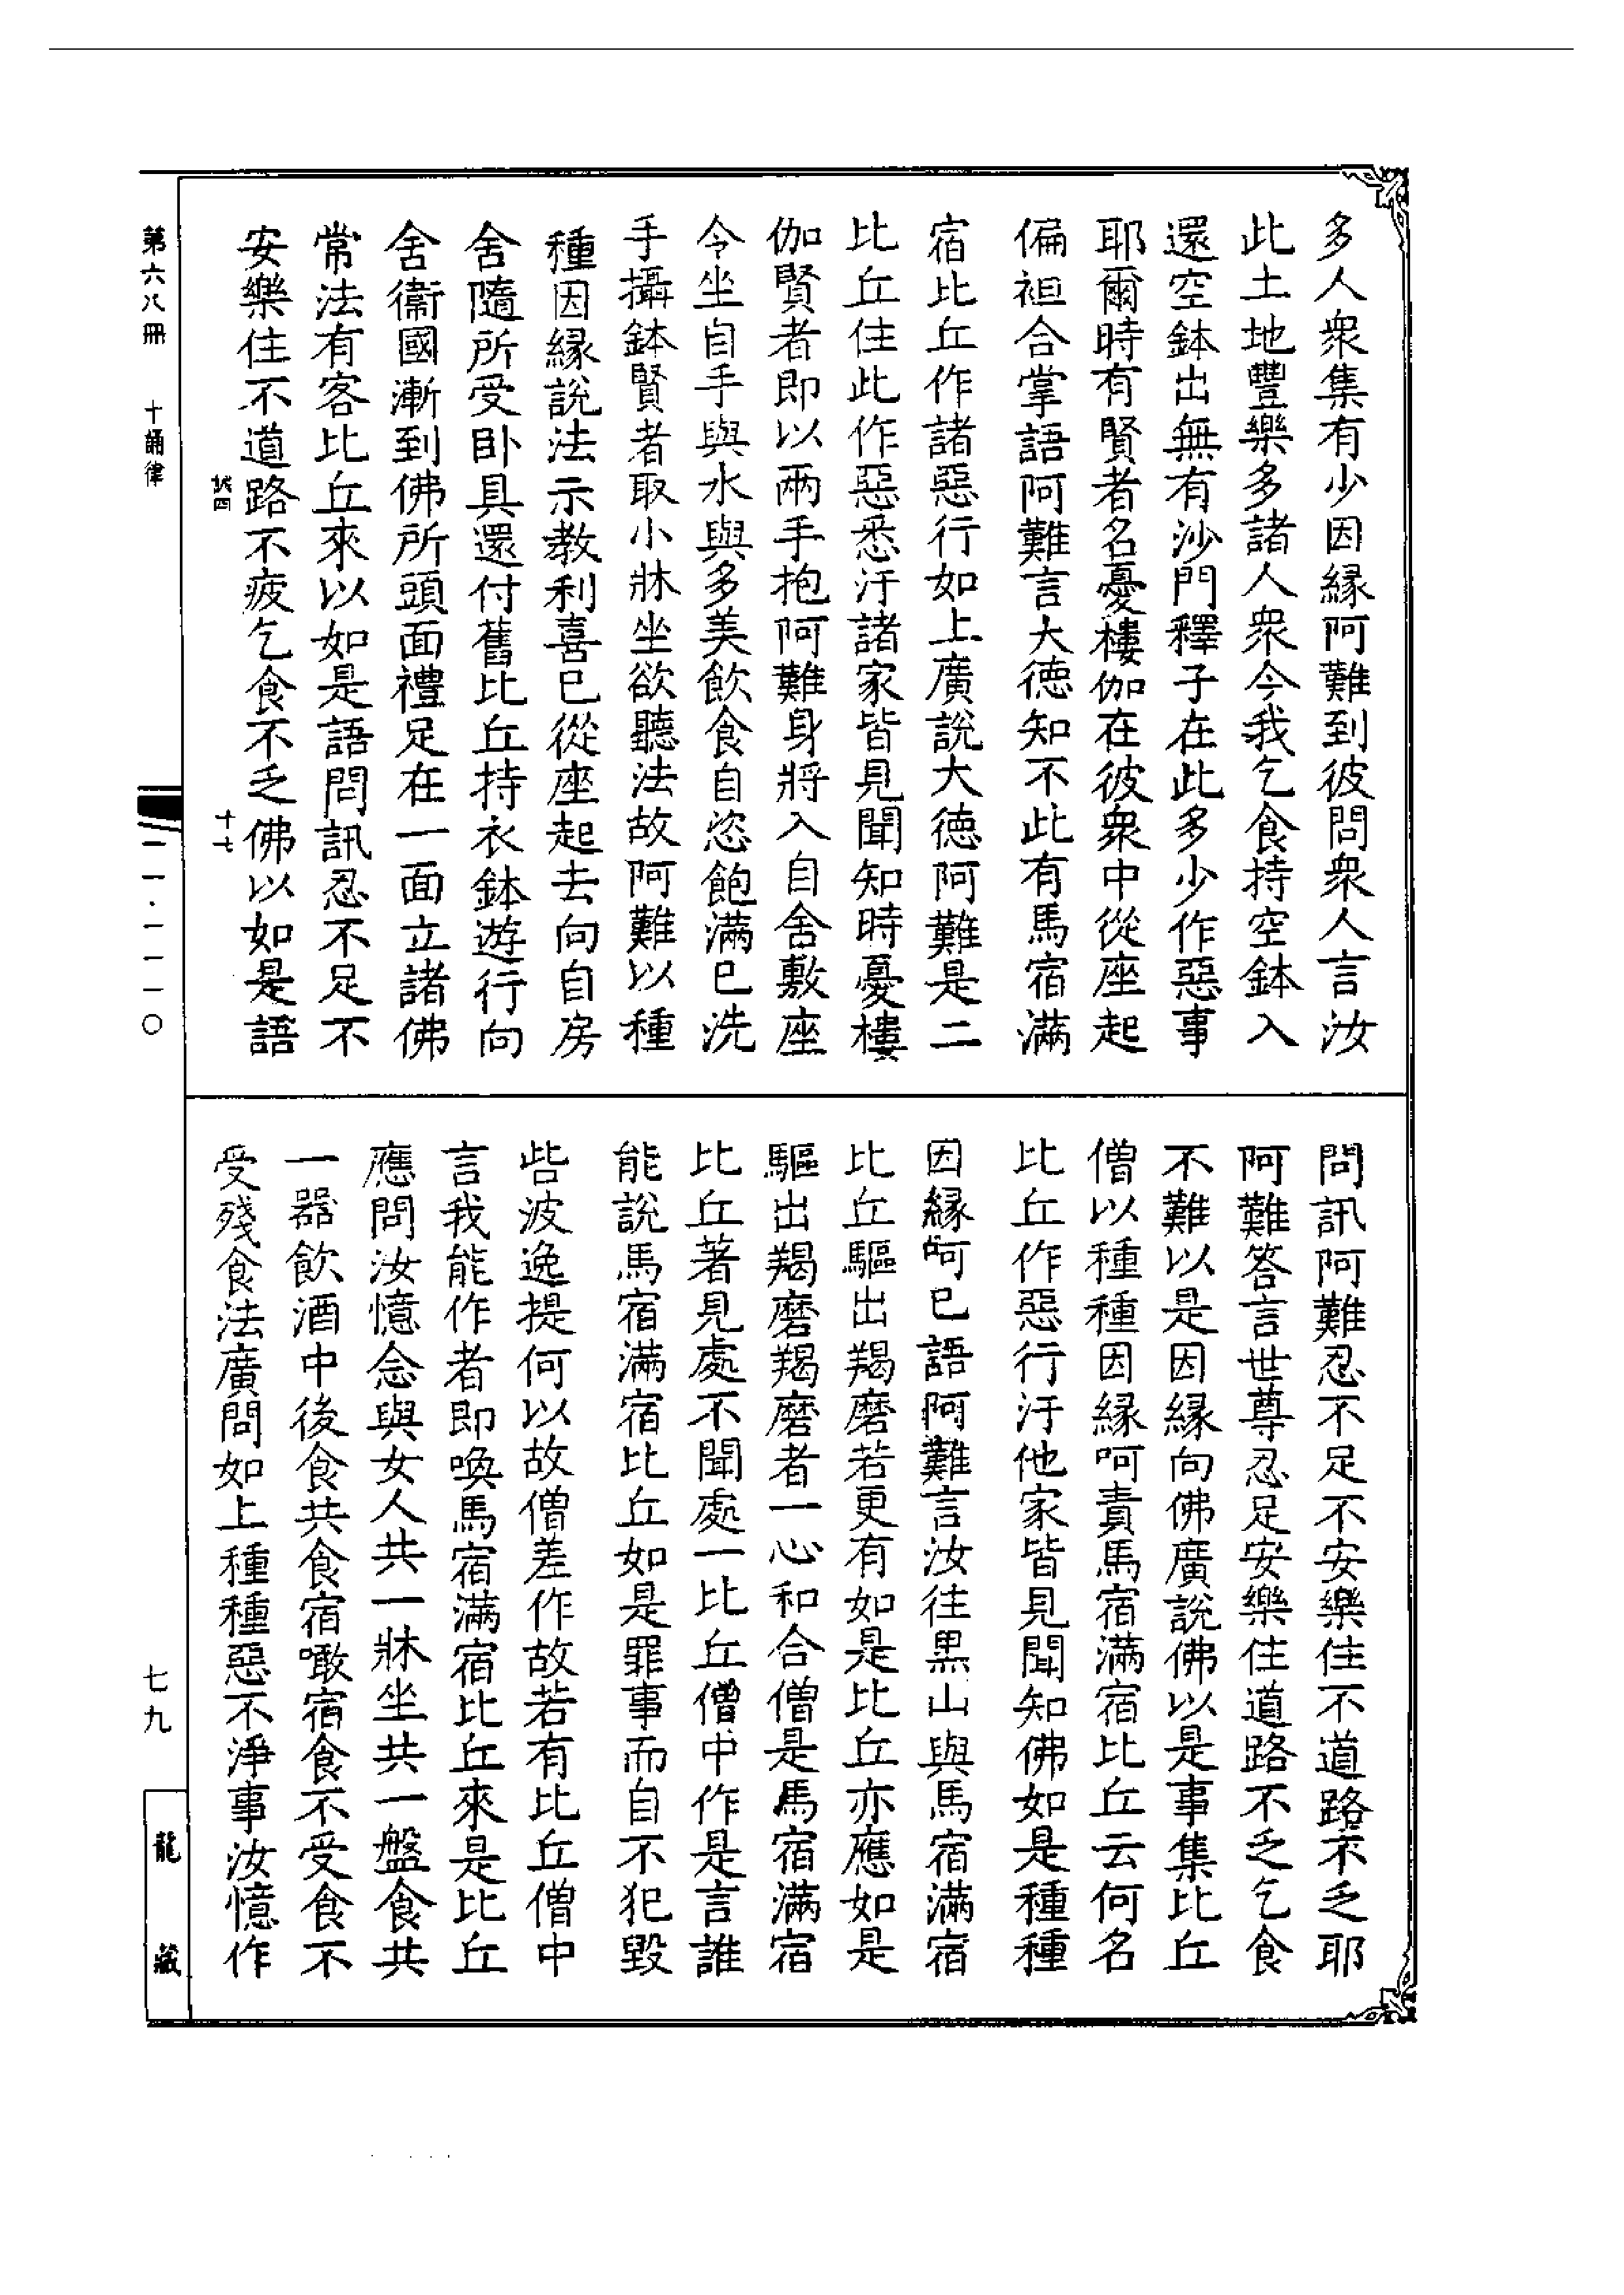 多人衆集有少因縁阿難到彼問衆人言汝
此土地豐樂多諸人衆今我乞食持空鉢入
還空鉢出無有沙門釋子在此多少作惡事
耶爾時有賢者名憂樓伽在彼衆中從座起
偏袒合掌語阿難言大徳知不此有馬宿滿
宿比丘作諸惡行如上廣說大徳阿難是二
比丘住此作惡悉汙諸家皆見聞知時憂樓
伽賢者即以兩手抱阿難身將入自舍敷座
令坐自手與水與多美飲食自恣飽滿已洗
手攝鉢賢者取小牀坐欲聽法故阿難以種
種因縁說法示教利喜已從座起去向自房
舍隨所受卧具還付舊比丘持衣鉢遊行向
舍衞國漸到佛所頭面禮足在一面立諸佛
常法有客比丘來以如是語問訊忍不足不
安樂住不道路不疲乞食不乏佛以如是語
問訊阿難忍不足不安樂住不道路不乏耶
阿難答言世尊忍足安樂住道路不乏乞食
不難以是因縁向佛廣說佛以是事集比丘
僧以種種因縁呵責馬宿滿宿比丘云何名
比丘作惡行汙他家皆見聞知佛如是種種
因縁呵已語阿難言汝往黒山與馬宿滿宿
比丘驅出羯磨若更有如是比丘亦應如是
驅出羯磨羯磨者一心和合僧是馬宿滿宿
比丘著見處不聞處一比丘僧中作是言誰
能說馬宿滿宿比丘如是罪事而自不犯毀
呰波逸提何以故僧差作故若有比丘僧中
言我能作者即喚馬宿滿宿比丘來是比丘
應問汝憶念與女人共一牀坐共一盤食共
一器飲酒中後食共食宿噉宿食不受食不
受殘食法廣問如上種種惡不淨事汝憶作
第六八冊 十誦律
四
十七
二一·一一一〇
七九
龍藏